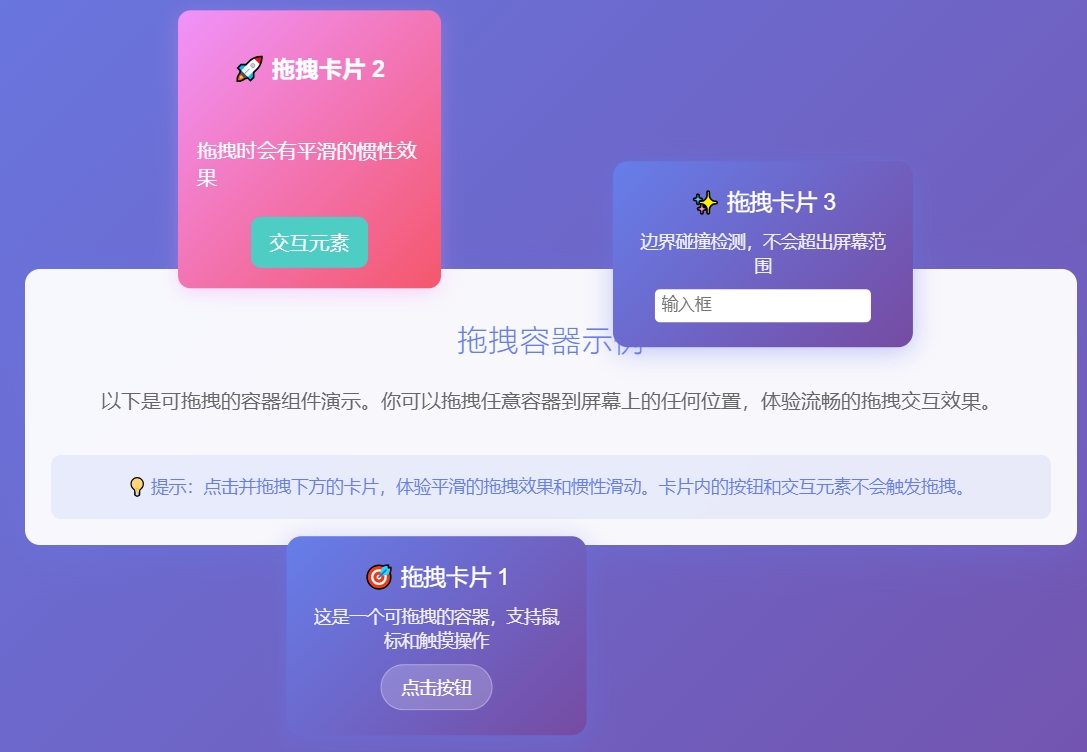 🚀 拖拽卡片 2
拖拽时会有平滑的惯性效
果
交互元素
✨ 拖拽卡片 3
边界碰撞检测，不会超出屏幕范
围
输入框
拖拽容器示例
以下是可拖拽的容器组件演示。你可以拖拽任意容器到屏幕上的任何位置，体验流畅的拖拽交互效果。
💡 提示：点击并拖拽下方的卡片，体验平滑的拖拽效果和惯性滑动。卡片内的按钮和交互元素不会触发拖拽。
🎯 拖拽卡片 1
这是一个可拖拽的容器，支持鼠
标和触摸操作
点击按钮